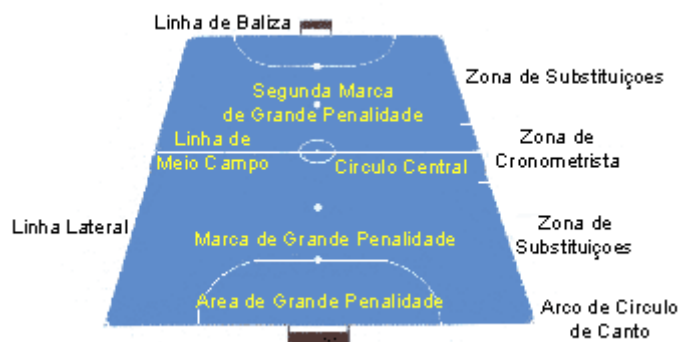 Linha de Baliza
Zona de Substituiçoes
Segunda Marca
de Grande Penalidade
Linha de
Meio Campo
Circulo Central
Zona de
Cronometrista
Linha Lateral
Marca de Grande Penalidade
Zona de
Substituiçoes
Area de Grande Penalidade
Arco de Circulo
de Canto